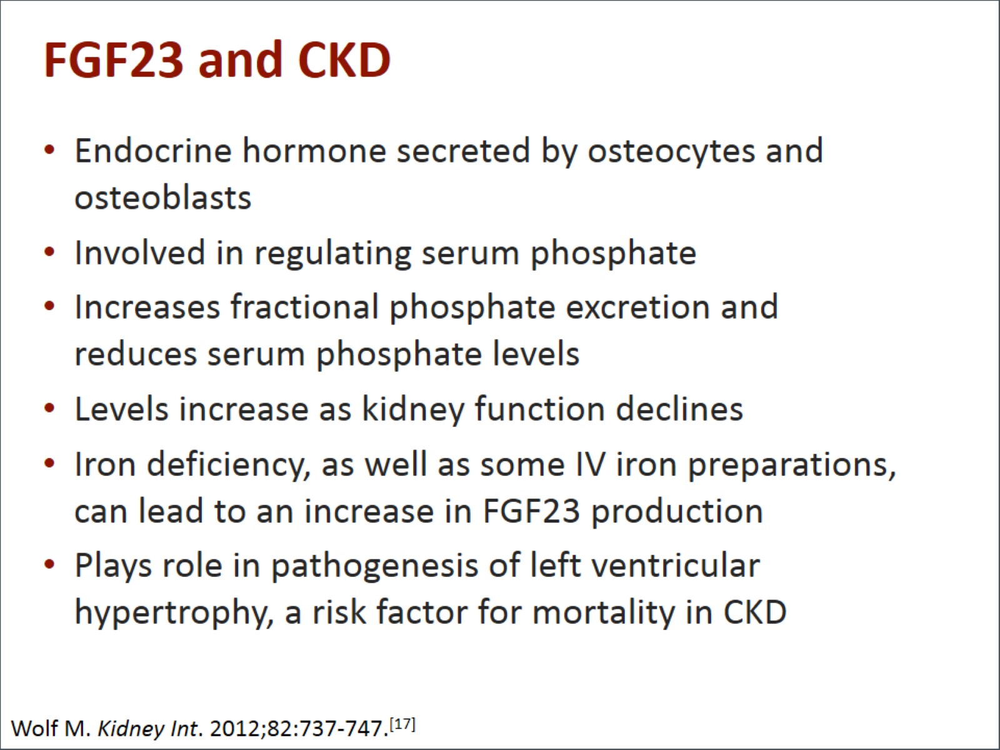 FGF23 and CKD
• Endocrine hormone secreted by osteocytes and
osteoblasts
• Involved in regulating serum phosphate
• Increases fractional phosphate excretion and
reduces serum phosphate levels
• Levels increase as kidney function declines
• Iron deficiency, as well as some IV iron preparations,
can lead to an increase in FGF23 production
• Plays role in pathogenesis of left ventricular
hypertrophy, a risk factor for mortality in CKD
Wolf M. Kidney Int. 2012;82:737-747.[17]